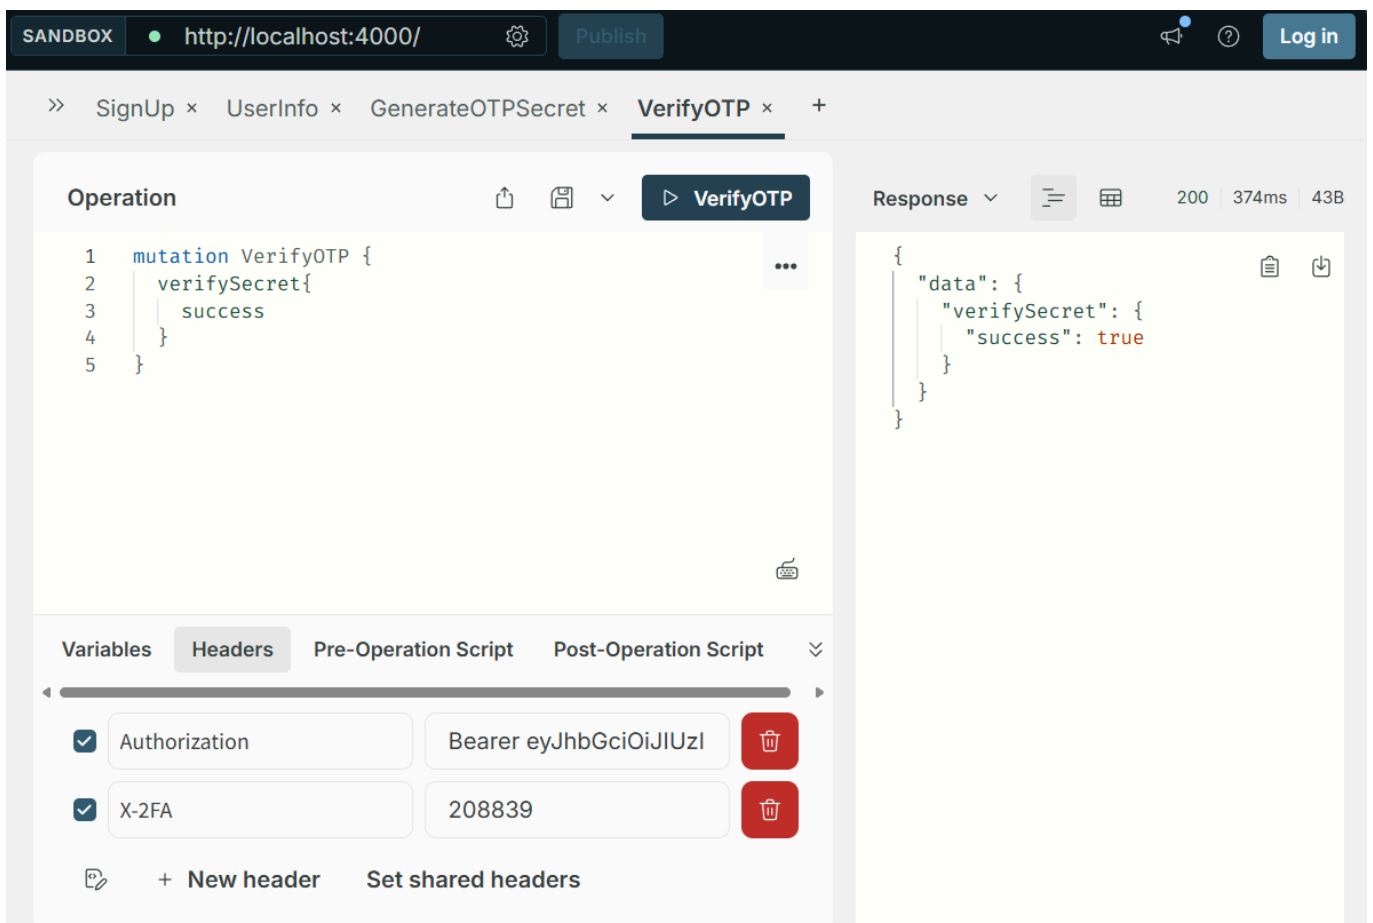 SANDBOX http://localhost:4000/ Publish Log in
SignUp × UserInfo × GenerateOTPSecret × VerifyOTP × +
Operation VerifyOTP
1 mutation VerifyOTP {
2 verifySecret{
3 success
4 }
5 }
Variables Headers Pre-Operation Script Post-Operation Script
Authorization Bearer eyJhbGciOiJIUzI
X-2FA 208839
+ New header Set shared headers
Response 200 374ms 43B
{
"data": {
"verifySecret": {
"success": true
}
}
}